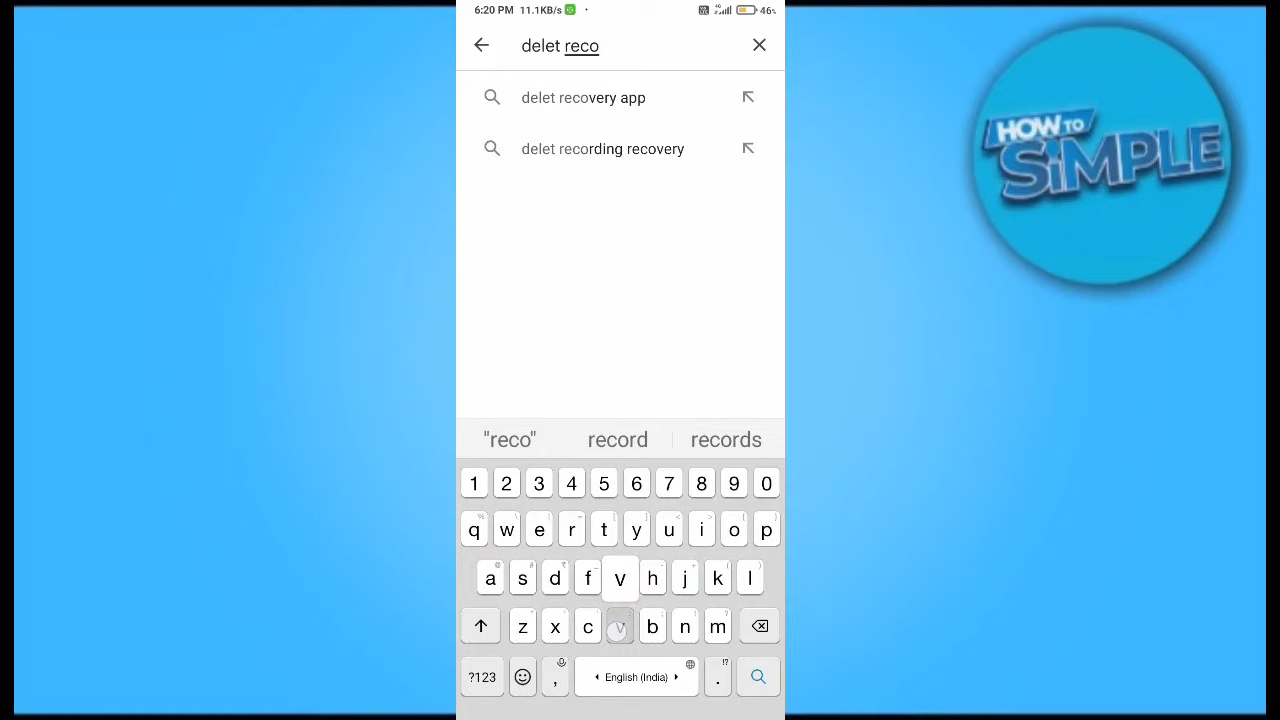 6:20 PM 11.1KB/s 4G 46%
delet reco
delet recovery app
delet recording recovery
HOW TO
SIMPLE
"reco" record records
1 2 3 4 5 6 7 8 9 0
q w e r t y u i o p
a s d f v h j k l
z x c v b n m
?123 , English (India) .